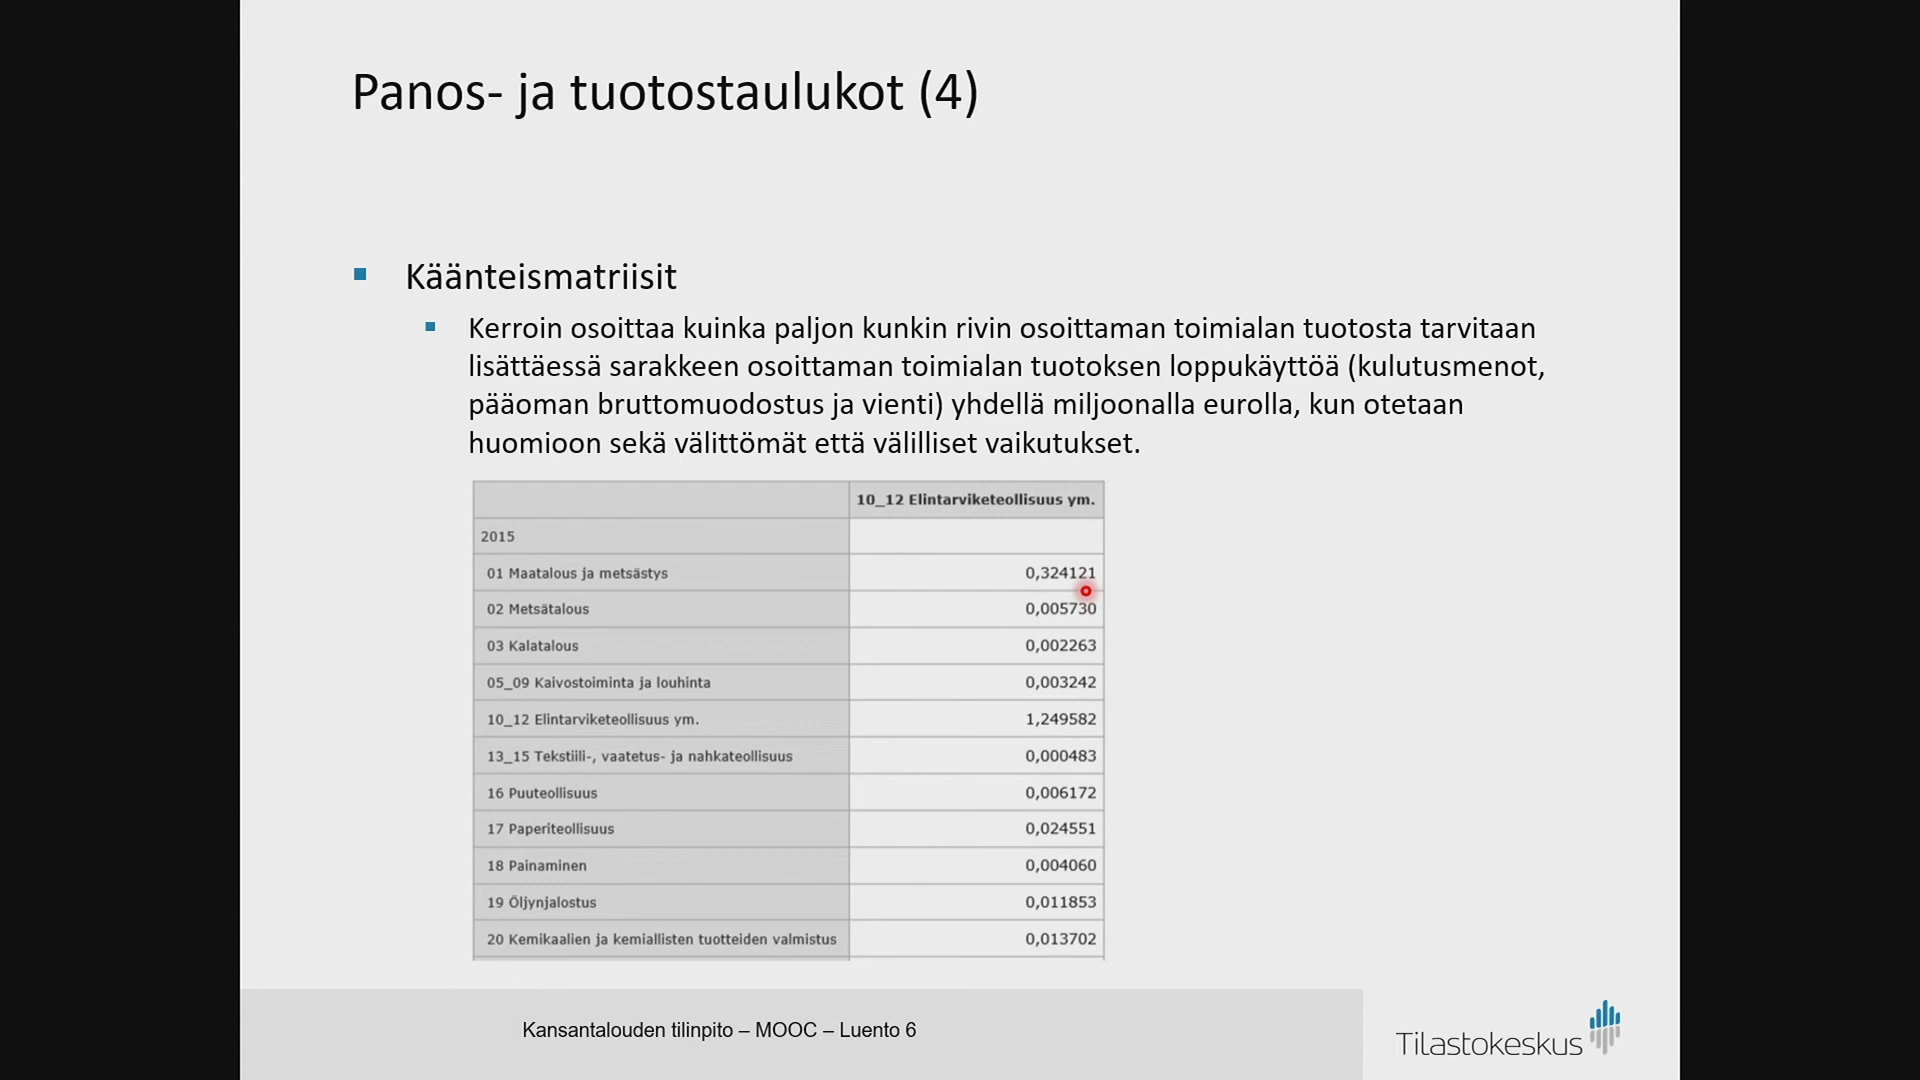 Panos- ja tuotostaulukot (4)
Käänteismatriisit
Kerroin osoittaa kuinka paljon kunkin rivin osoittaman toimialan tuotosta tarvitaan
lisättäessä sarakkeen osoittaman toimialan tuotoksen loppukäyttöä (kulutusmenot,
pääoman bruttomuodostus ja vienti) yhdellä miljoonalla eurolla, kun otetaan
huomioon sekä välittömät että välilliset vaikutukset.
10_12 Elintarviketeollisuus ym.
2015
01 Maatalous ja metsästys 0,324121
02 Metsätalous 0,005730
03 Kalatalous 0,002263
05_09 Kaivostoiminta ja louhinta 0,003242
10_12 Elintarviketeollisuus ym. 1,249582
13_15 Tekstiili-, vaatetus- ja nahkateollisuus 0,000483
16 Puuteollisuus 0,006172
17 Paperiteollisuus 0,024551
18 Painaminen 0,004060
19 Öljynjalostus 0,011853
20 Kemikaalien ja kemiallisten tuotteiden valmistus 0,013702
Kansantalouden tilinpito – MOOC – Luento 6
Tilastokeskus